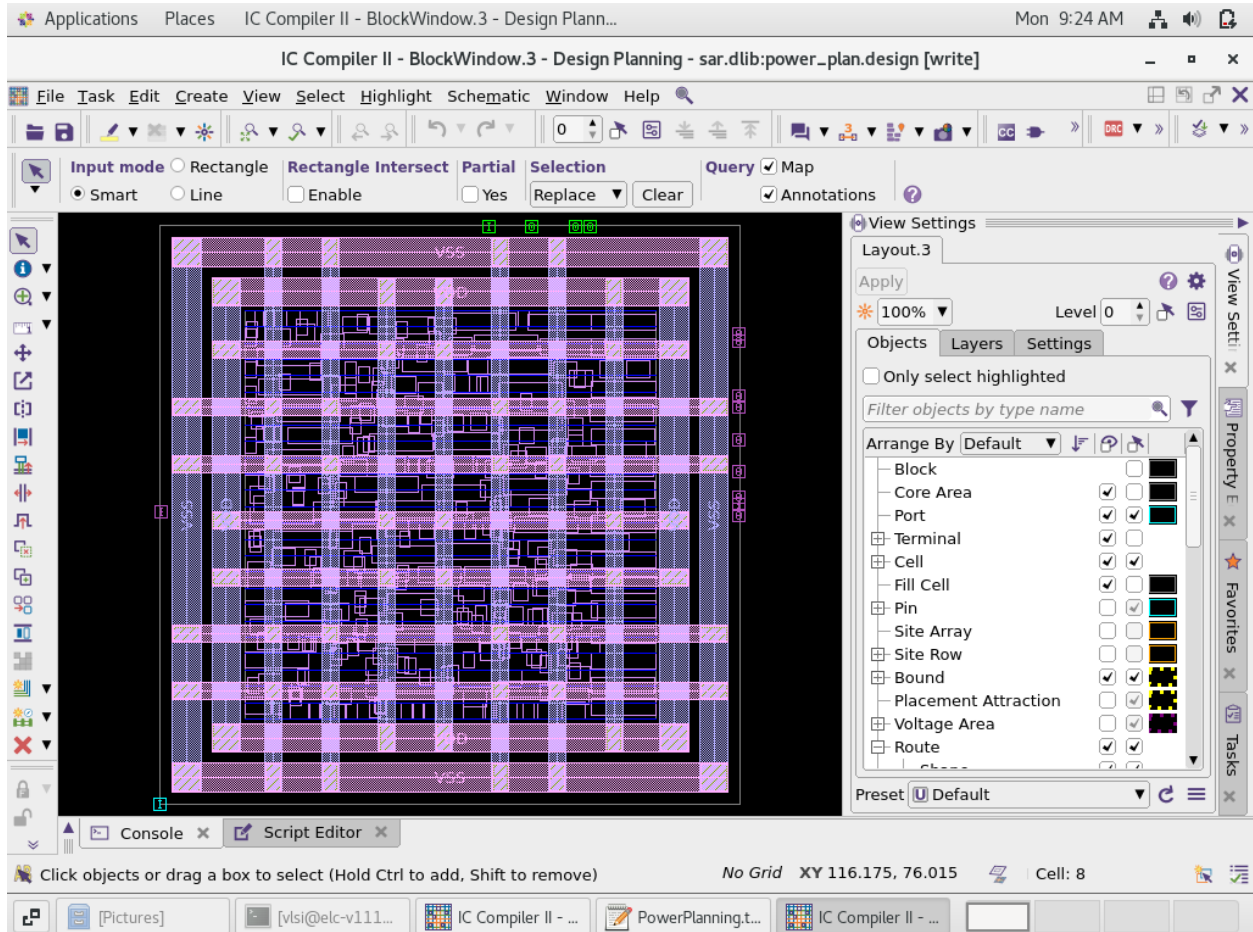 Applications Places IC Compiler II - BlockWindow.3 - Design Plann... Mon 9:24 AM
IC Compiler II - BlockWindow.3 - Design Planning - sar.dlib:power_plan.design [write]
File Task Edit Create View Select Highlight Schematic Window Help
0 CC DRC » »
Input mode Rectangle Rectangle Intersect Partial Selection Query Map
Smart Line Enable Yes Replace Clear Annotations
View Settings
Layout.3
Apply
100% Level 0
Objects Layers Settings
Only select highlighted
Filter objects by type name
Arrange By Default
Block
Core Area
Port
Terminal
Cell
Fill Cell
Pin
Site Array
Site Row
Bound
Placement Attraction
Voltage Area
Route
Preset U Default
View Setti
Property E
Favorites
Tasks
VSS
VSS
VSS
VSS
Console Script Editor
Click objects or drag a box to select (Hold Ctrl to add, Shift to remove) No Grid XY 116.175, 76.015 Cell: 8
[Pictures] [vlsi@elc-v111... IC Compiler II - ... PowerPlanning.t... IC Compiler II - ...